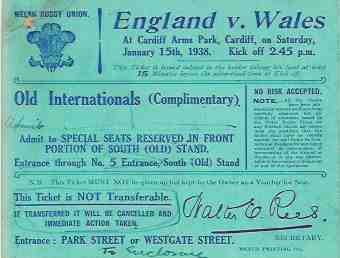 WELSH RUGBY UNION.
England v. Wales
At Cardiff Arms Park, Cardiff, on Saturday,
January 15th, 1938. Kick off 2.45 p.m.
This Ticket is issued subject to the holder taking his seat at least
15 Minutes before the advertised time of Kick off.
Old Internationals (Complimentary).
Admit to SPECIAL SEATS RESERVED IN FRONT
PORTION OF SOUTH (OLD) STAND.
Entrance through No. 5 Entrance, South (Old) Stand
NO RISK ACCEPTED.
NOTE.
N.B. This Ticket MUST NOT be given up but kept by the Owner as a Voucher for Seat.
This Ticket is NOT Transferable.
IF TRANSFERRED IT WILL BE CANCELLED AND
IMMEDIATE ACTION TAKEN.
Walter E. Rees.
SECRETARY.
Entrance : PARK STREET or WESTGATE STREET.
To Enclosure